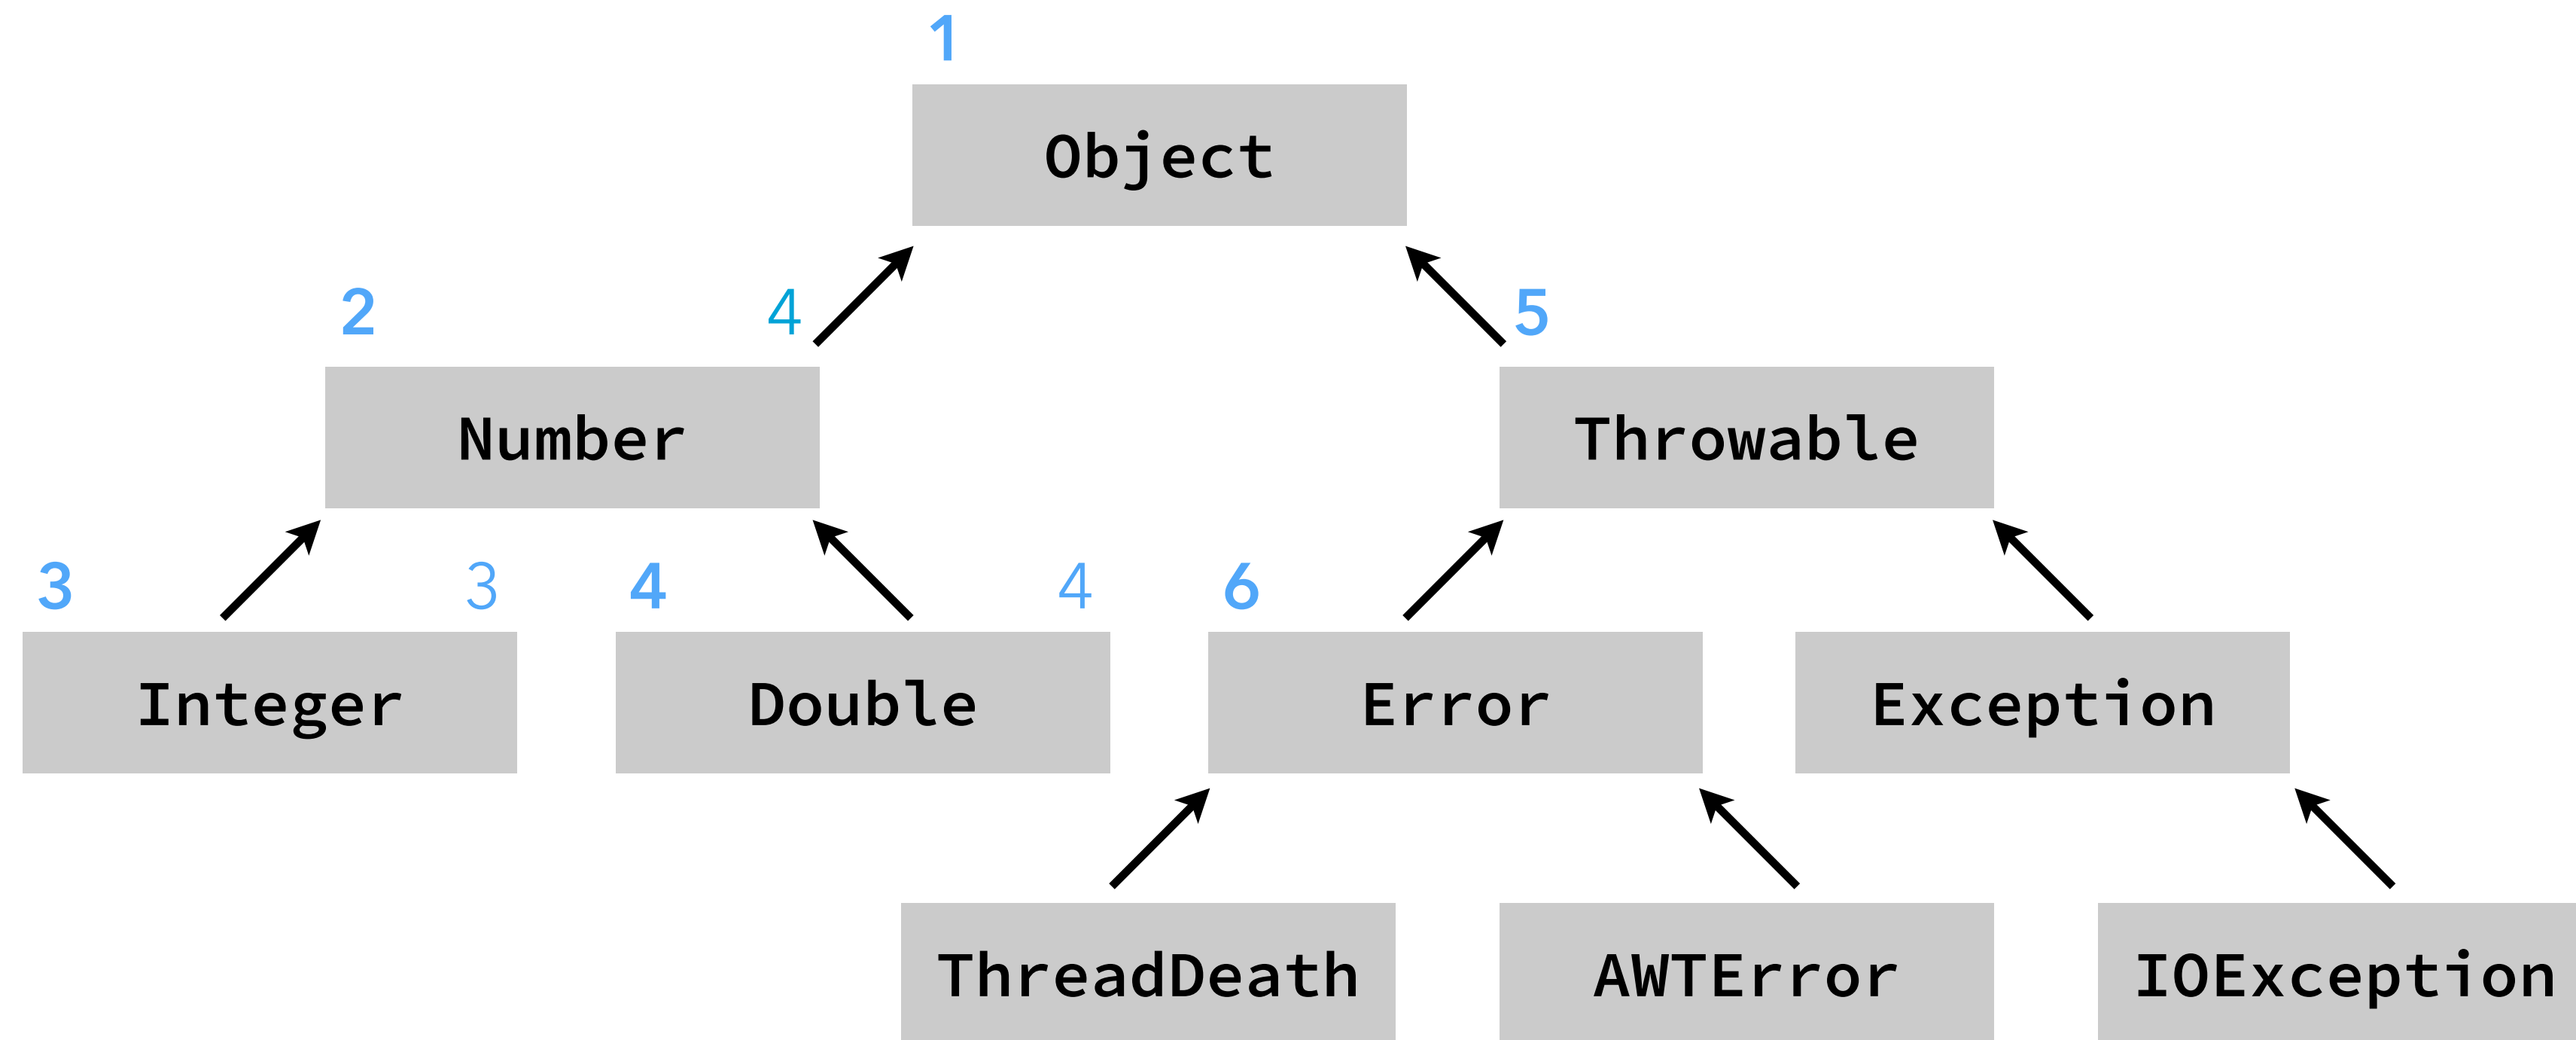 1
Object
2 4 5
Number Throwable
3 3 4 4 6
Integer Double Error Exception
ThreadDeath AWTError IOException